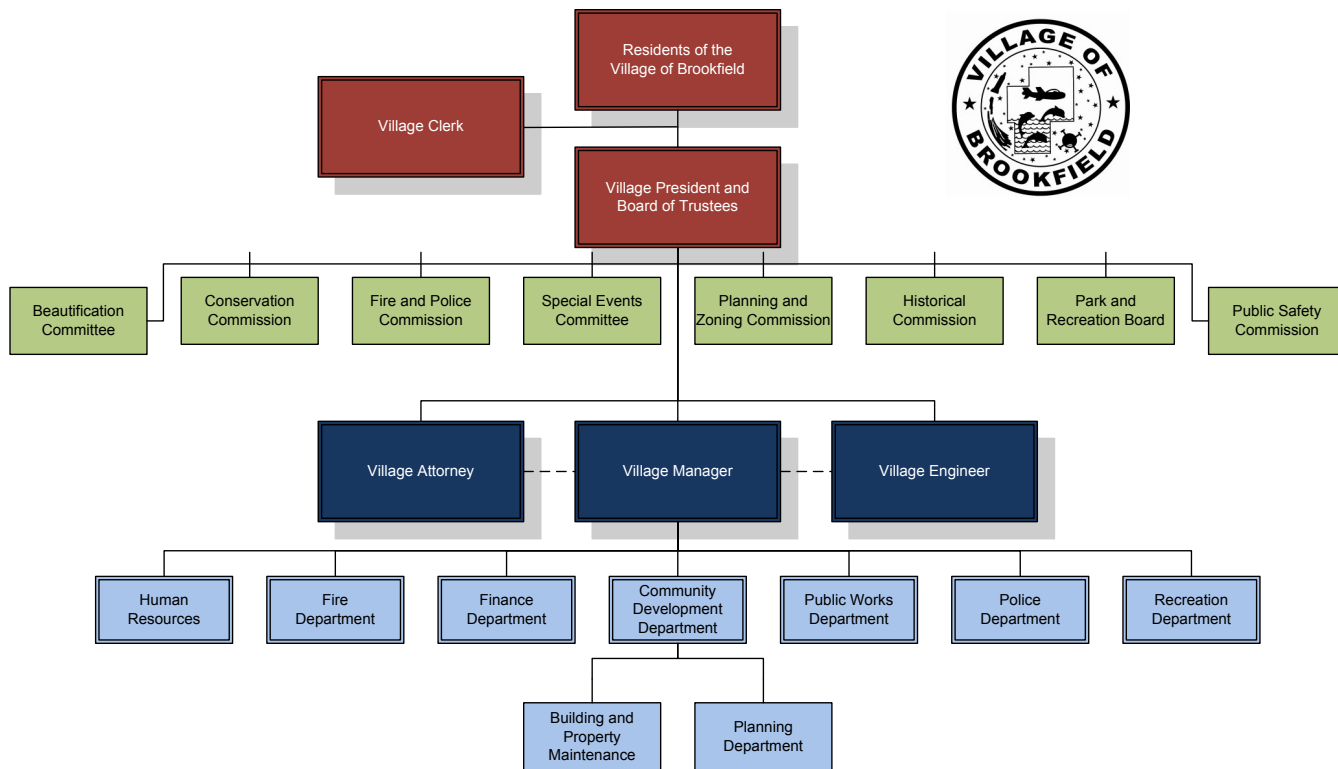 Residents of the
Village of Brookfield
VILLAGE OF
BROOKFIELD
Village Clerk
Village President and
Board of Trustees
Beautification
Committee
Conservation
Commission
Fire and Police
Commission
Special Events
Committee
Planning and
Zoning Commission
Historical
Commission
Park and
Recreation Board
Public Safety
Commission
Village Attorney
Village Manager
Village Engineer
Human
Resources
Fire
Department
Finance
Department
Community
Development
Department
Public Works
Department
Police
Department
Recreation
Department
Building and
Property
Maintenance
Planning
Department